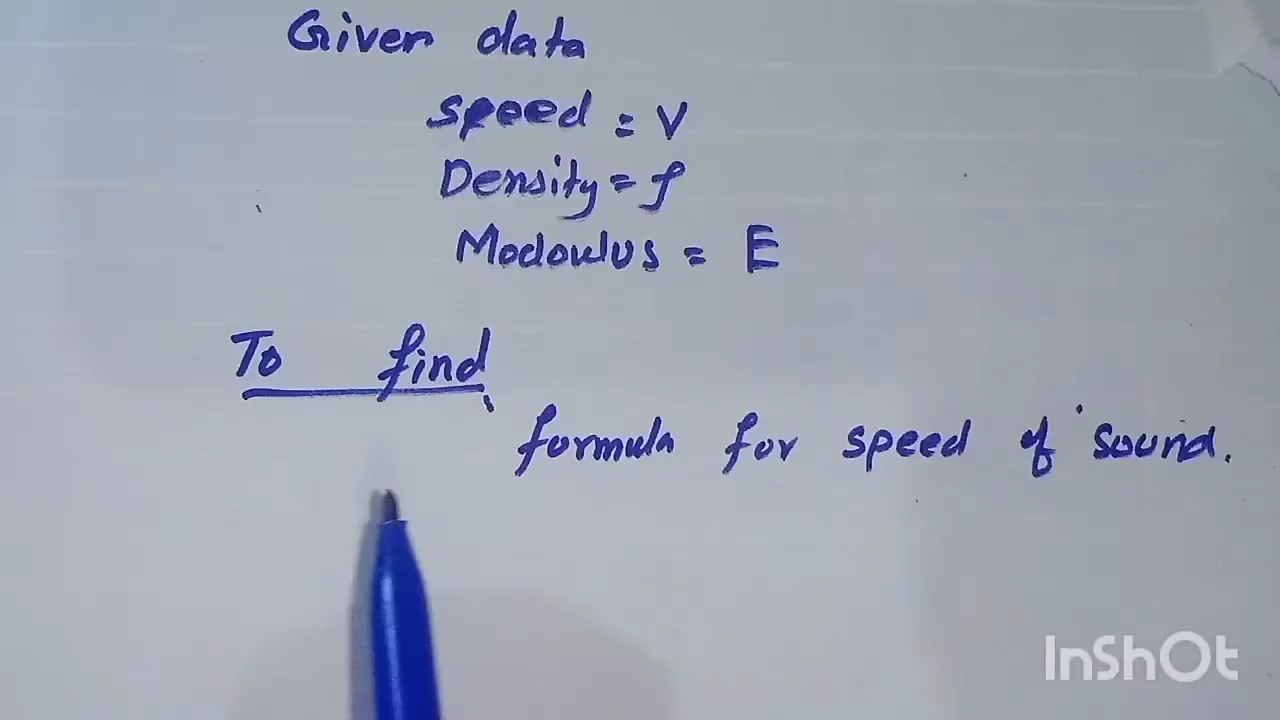 Given data
speed = v
Density = ρ
Modoulus = E
To find
formula for speed of sound.
InShOt